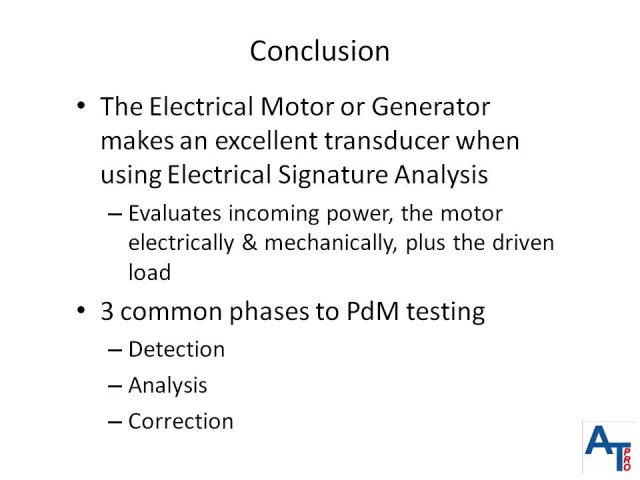 Conclusion
• The Electrical Motor or Generator
makes an excellent transducer when
using Electrical Signature Analysis
– Evaluates incoming power, the motor
electrically & mechanically, plus the driven
load
• 3 common phases to PdM testing
– Detection
– Analysis
– Correction
AT
PRO